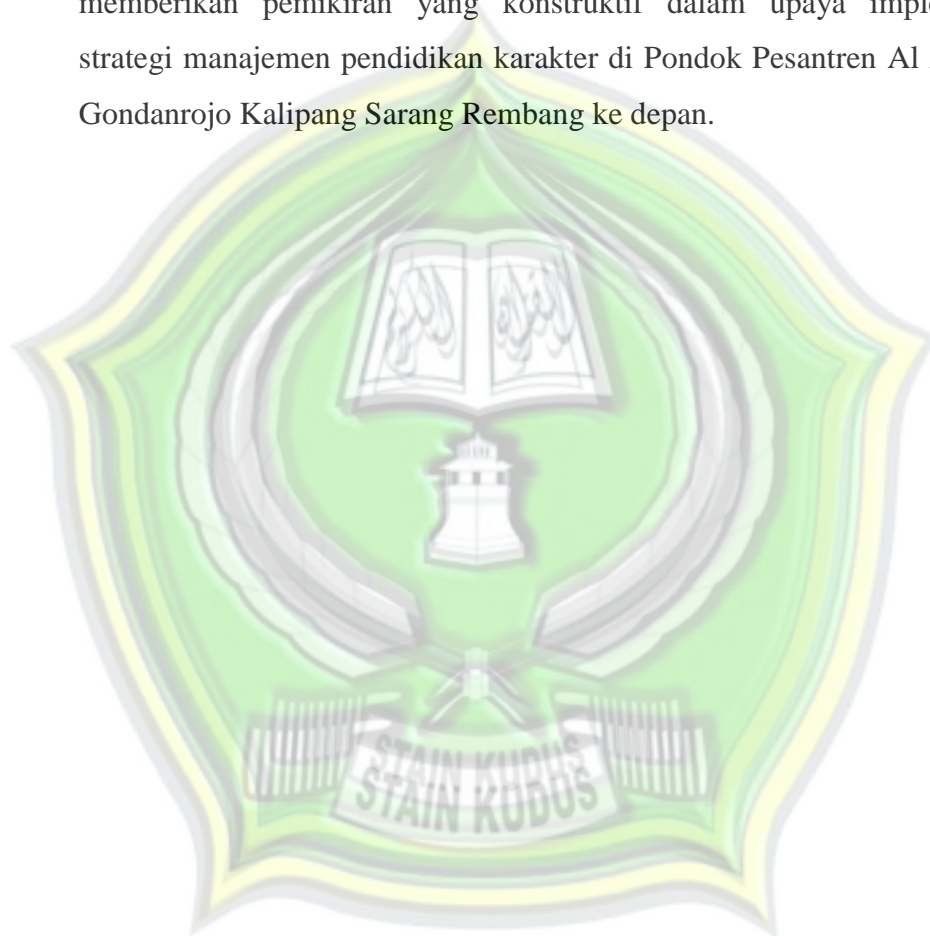 memberikan pemikiran yang konstruktif dalam upaya
strategi manajemen pendidikan karakter di Pondok Pesantren Al
Gondanrojo Kalipang Sarang Rembang ke depan.
STAIN KUDUS
STAIN KUDUS